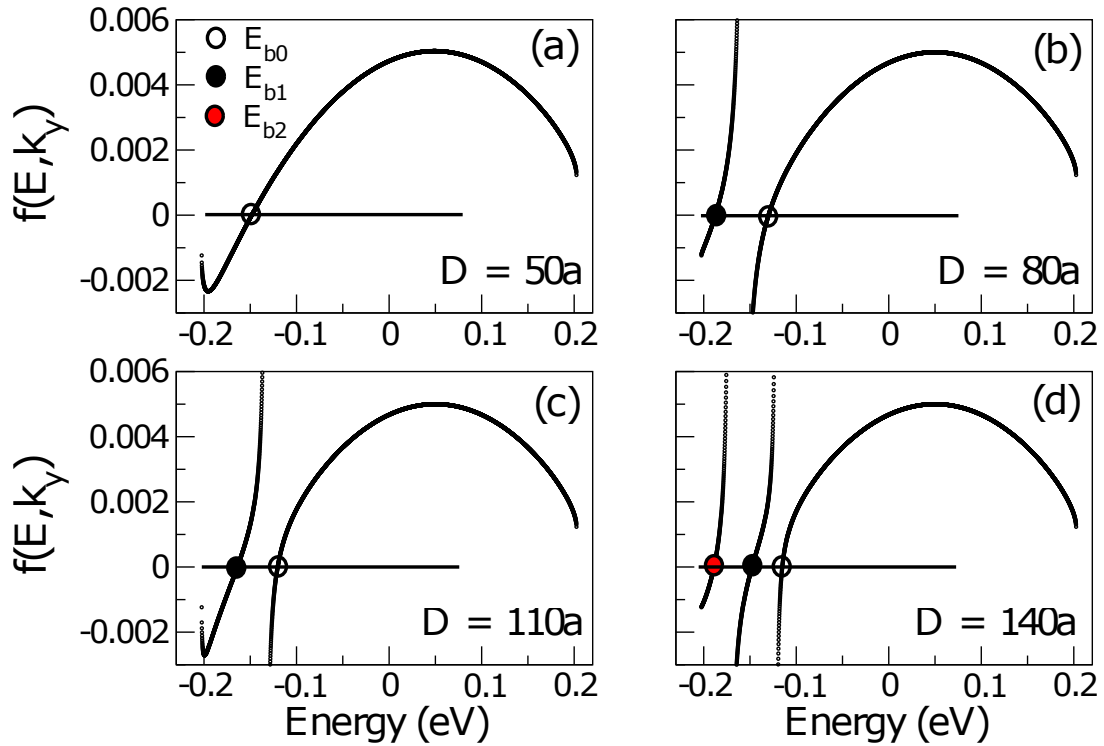 0.006
0.004
0.002
0
-0.002
f(E,k_y)
E_b0
E_b1
E_b2
(a)
D = 50a
-0.2 -0.1 0 0.1 0.2
(b)
D = 80a
-0.2 -0.1 0 0.1 0.2
0.006
0.004
0.002
0
-0.002
f(E,k_y)
(c)
D = 110a
-0.2 -0.1 0 0.1 0.2
Energy (eV)
(d)
D = 140a
-0.2 -0.1 0 0.1 0.2
Energy (eV)